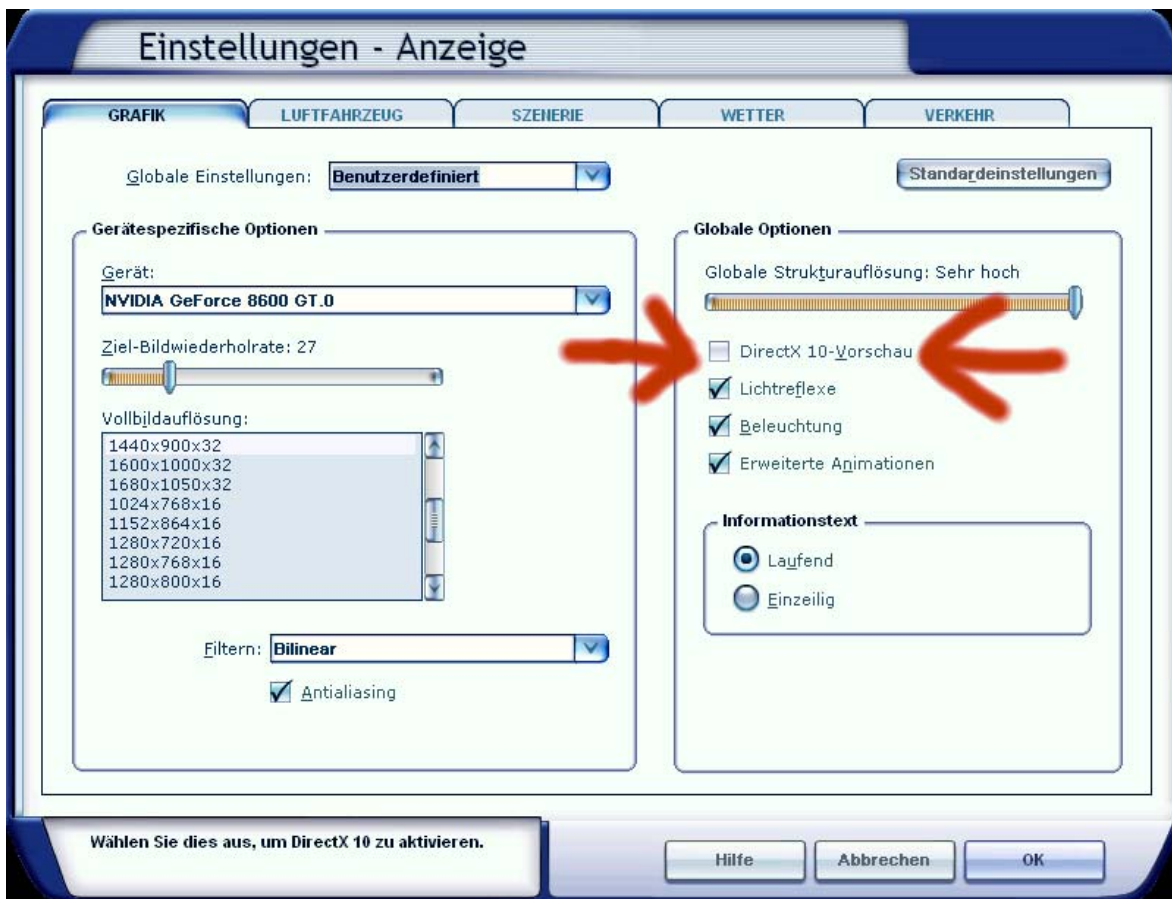 Einstellungen - Anzeige
GRAFIK
LUFTFAHRZEUG
SZENERIE
WETTER
VERKEHR
Globale Einstellungen: Benutzerdefiniert
Standardeinstellungen
Gerätespezifische Optionen
Gerät:
NVIDIA GeForce 8600 GT.0
Ziel-Bildwiederholrate: 27
Vollbildauflösung:
1440x900x32
1600x1000x32
1680x1050x32
1024x768x16
1152x864x16
1280x720x16
1280x768x16
1280x800x16
Filtern: Bilinear
Antialiasing
Globale Optionen
Globale Strukturauflösung: Sehr hoch
DirectX 10-Vorschau
Lichtreflexe
Beleuchtung
Erweiterte Animationen
Informationstext
Laufend
Einzeilig
Wählen Sie dies aus, um DirectX 10 zu aktivieren.
Hilfe
Abbrechen
OK